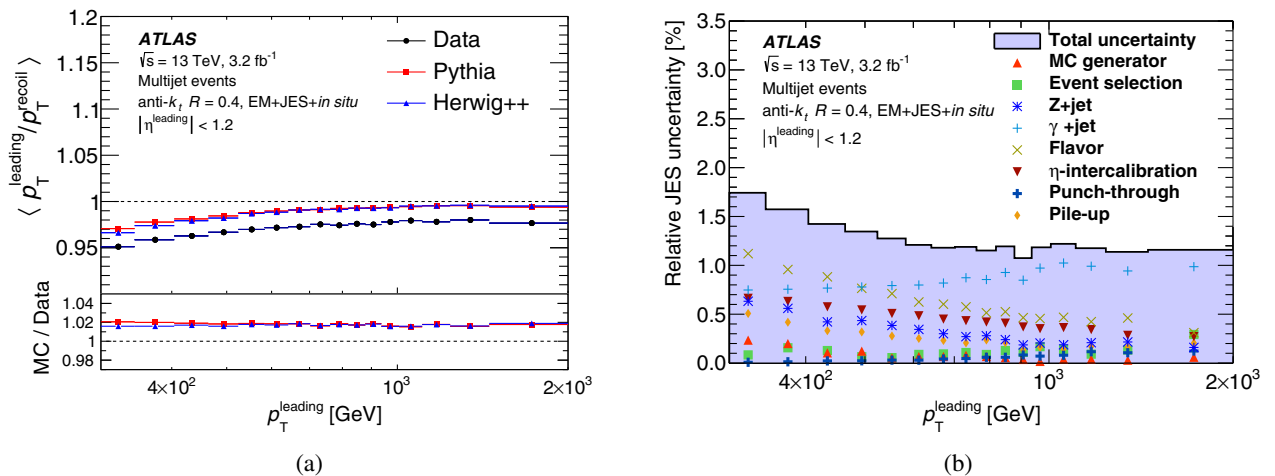 ATLAS
√s = 13 TeV, 3.2 fb⁻¹
Multijet events
anti-kₜ R = 0.4, EM+JES+in situ
|η^leading| < 1.2
Data
Pythia
Herwig++
⟨ p_T^leading/p_T^recoil ⟩
1.2
1.15
1.1
1.05
1
0.95
MC / Data
1.04
1.02
1
0.98
4×10²
10³
2×10³
p_T^leading [GeV]
(a)
ATLAS
√s = 13 TeV, 3.2 fb⁻¹
Multijet events
anti-kₜ R = 0.4, EM+JES+in situ
|η^leading| < 1.2
Total uncertainty
MC generator
Event selection
Z+jet
γ +jet
Flavor
η-intercalibration
Punch-through
Pile-up
Relative JES uncertainty [%]
3.5
3.0
2.5
2.0
1.5
1.0
0.5
0.0
4×10²
10³
2×10³
p_T^leading [GeV]
(b)